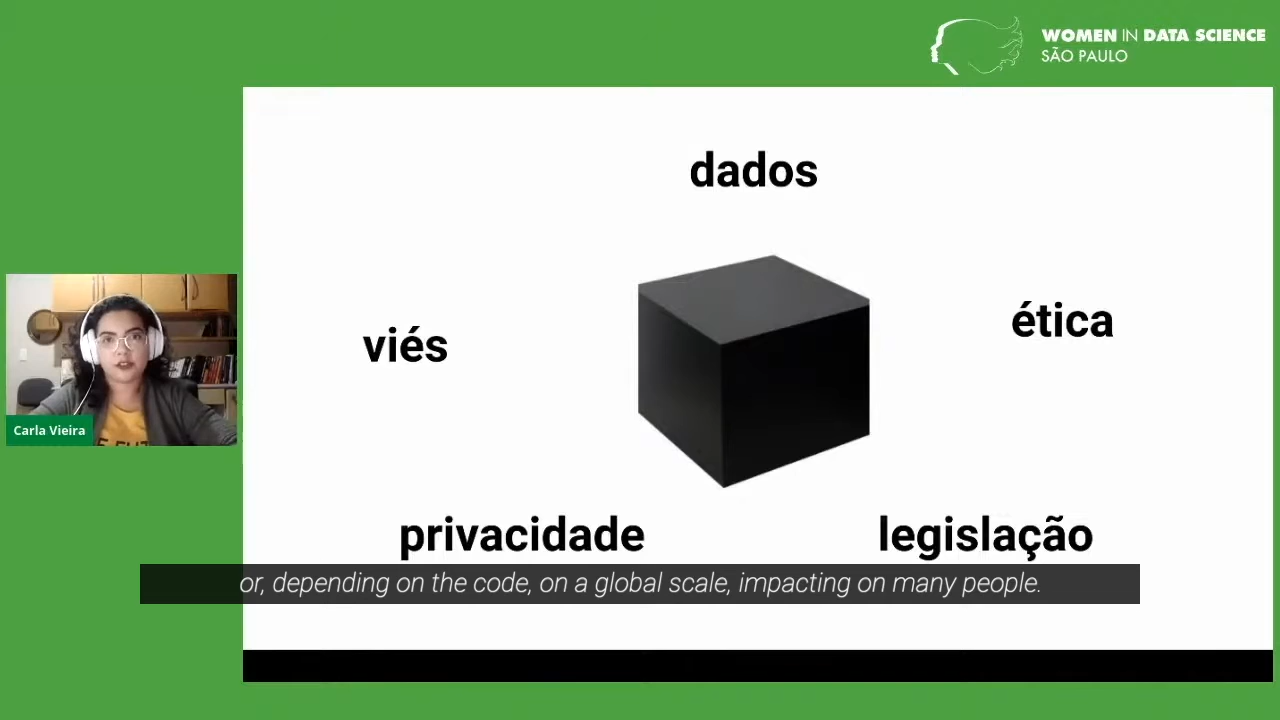 WOMEN IN DATA SCIENCE
SÃO PAULO
dados
viés
ética
privacidade
legislação
Carla Vieira
or, depending on the code, on a global scale, impacting on many people.